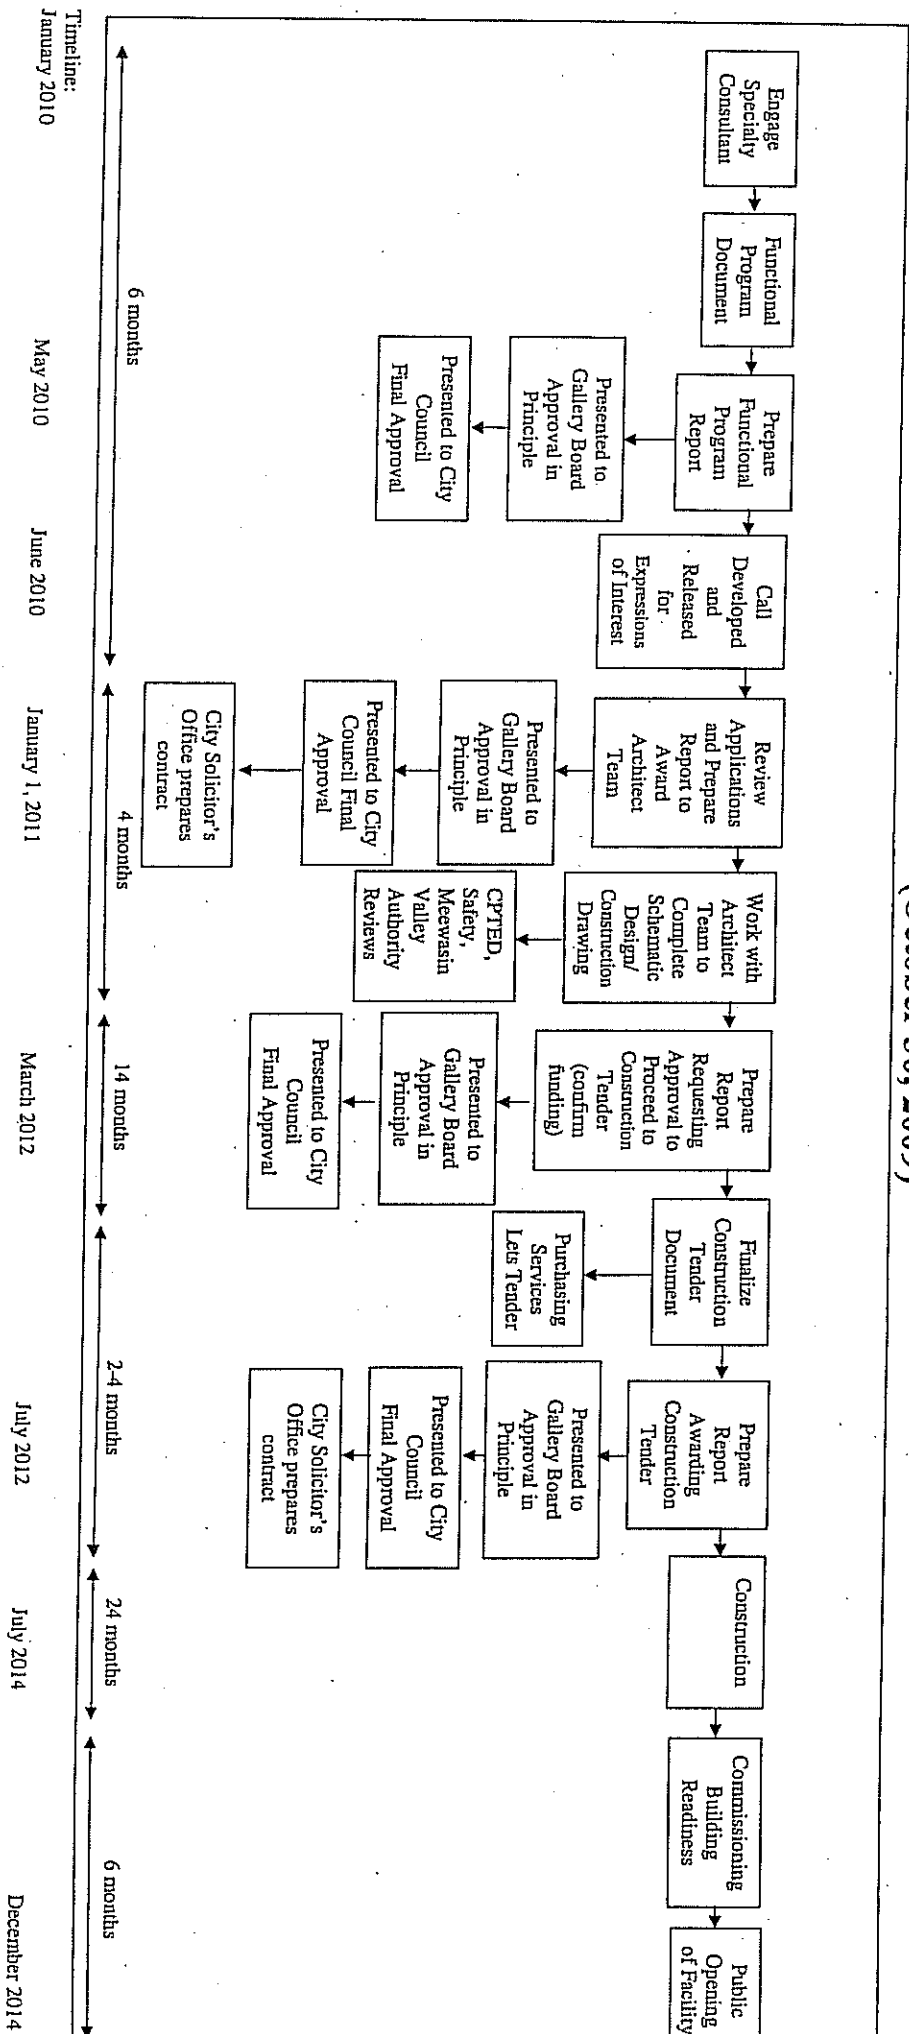 Engage
Specialty
Consultant
Functional
Program
Document
Prepare
Functional
Program
Report
Presented to
Gallery Board
Approval in
Principle
Presented to City
Council
Final Approval
Call
Developed
and
Released
for
Expressions
of Interest
Review
Applications
and Prepare
Report to
Award
Architect
Team
Presented to
Gallery Board
Approval in
Principle
Presented to City
Council Final
Approval
City Solicitor's
Office prepares
contract
Work with
Architect
Team to
Complete
Schematic
Design/
Construction
Drawing
CPTED,
Safety,
Meewasin
Valley
Authority
Reviews
Prepare
Report
Requesting
Approval to
Proceed to
Construction
Tender
(confirm
funding)
Presented to
Gallery Board
Approval in
Principle
Presented to City
Council
Final Approval
Finalize
Construction
Tender
Document
Purchasing
Services
Lets Tender
Prepare
Report
Awarding
Construction
Tender
Presented to
Gallery Board
Approval in
Principle
Presented to City
Council
Final Approval
City Solicitor's
Office prepares
contract
Construction
Commissioning
Building
Readiness
Public
Opening
of Facility
6 months
4 months
14 months
2-4 months
24 months
6 months
Timeline:
January 2010
May 2010
June 2010
January 1, 2011
March 2012
July 2012
July 2014
December 2014